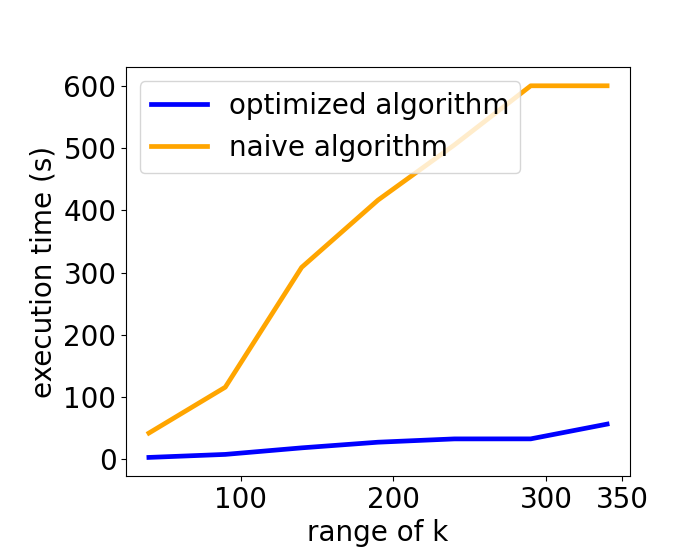 optimized algorithm
naive algorithm
execution time (s)
600
500
400
300
200
100
0
100
200
300
350
range of k